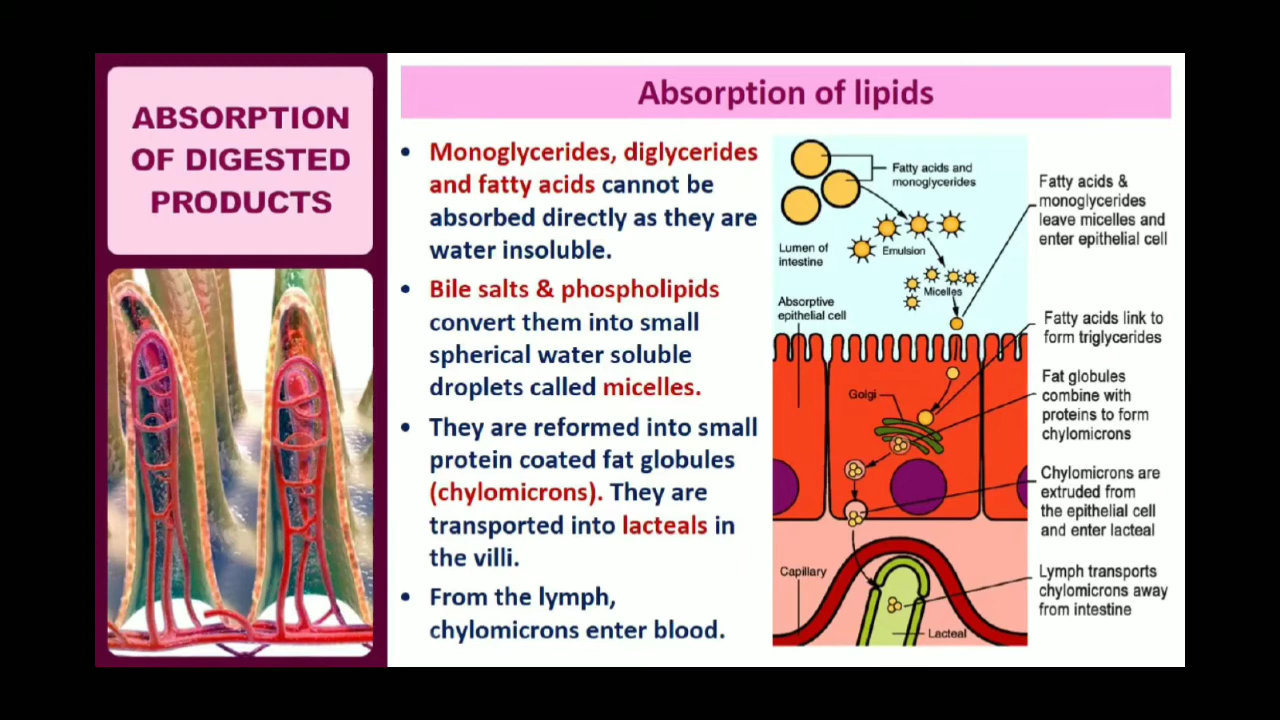 ABSORPTION
OF DIGESTED
PRODUCTS
Absorption of lipids
• Monoglycerides, diglycerides
and fatty acids cannot be
absorbed directly as they are
water insoluble.
• Bile salts & phospholipids
convert them into small
spherical water soluble
droplets called micelles.
• They are reformed into small
protein coated fat globules
(chylomicrons). They are
transported into lacteals in
the villi.
• From the lymph,
chylomicrons enter blood.
Fatty acids and
monoglycerides
Lumen of
intestine
Emulsion
Micelles
Absorptive
epithelial cell
Golgi
Capillary
Lacteal
Fatty acids &
monoglycerides
leave micelles and
enter epithelial cell
Fatty acids link to
form triglycerides
Fat globules
combine with
proteins to form
chylomicrons
Chylomicrons are
extruded from
the epithelial cell
and enter lacteal
Lymph transports
chylomicrons away
from intestine